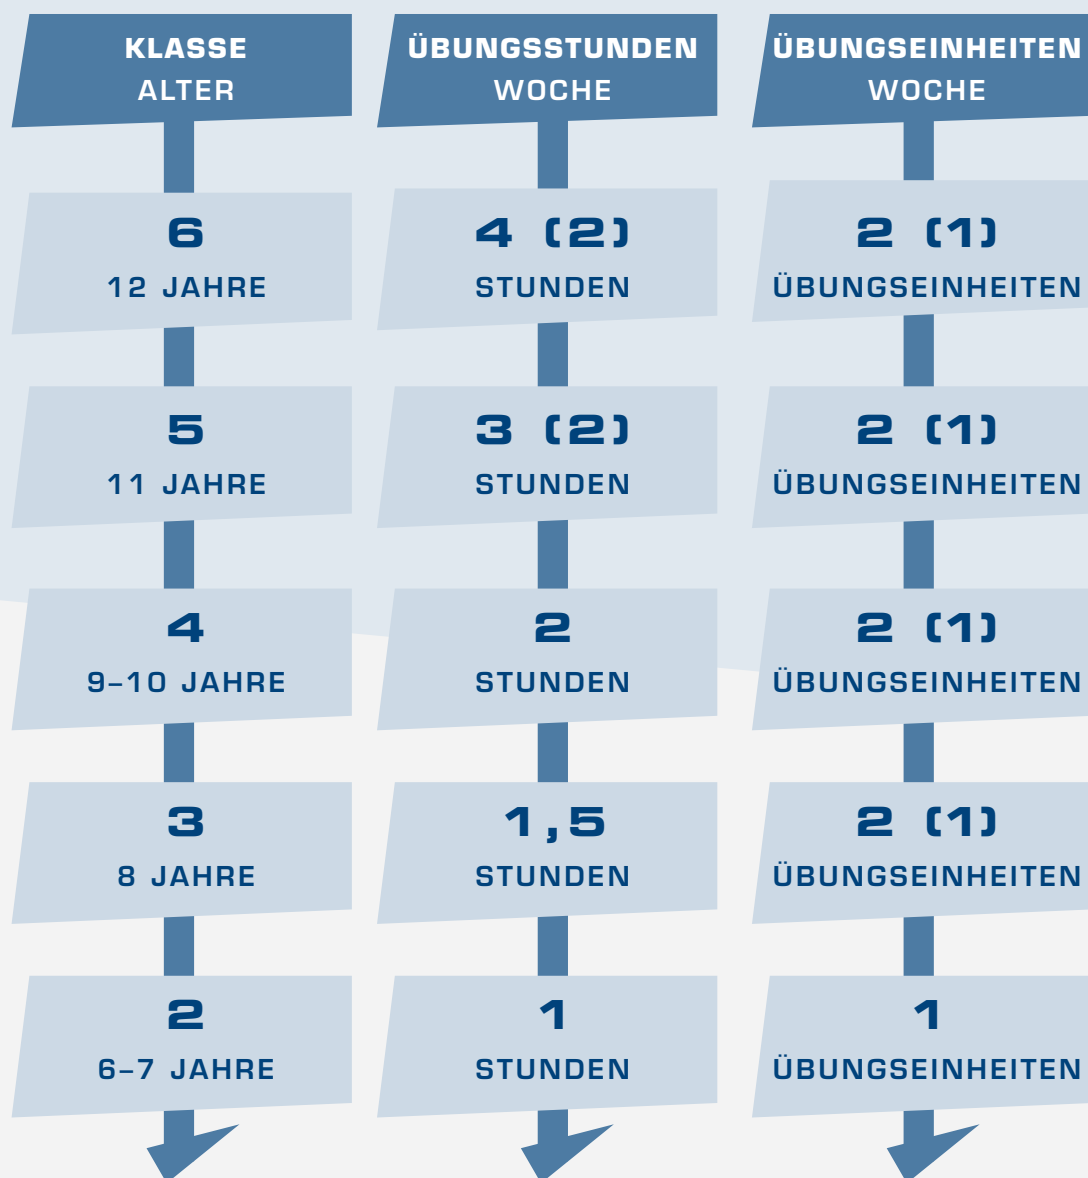 KLASSE
ALTER
ÜBUNGSSTUNDEN
WOCHE
ÜBUNGSEINHEITEN
WOCHE
6
12 JAHRE
4 (2)
STUNDEN
2 (1)
ÜBUNGSEINHEITEN
5
11 JAHRE
3 (2)
STUNDEN
2 (1)
ÜBUNGSEINHEITEN
4
9–10 JAHRE
2
STUNDEN
2 (1)
ÜBUNGSEINHEITEN
3
8 JAHRE
1,5
STUNDEN
2 (1)
ÜBUNGSEINHEITEN
2
6–7 JAHRE
1
STUNDEN
1
ÜBUNGSEINHEITEN